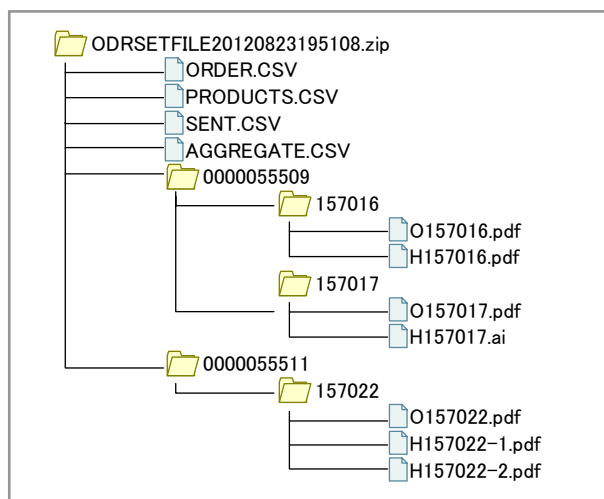 ODRSETFILE20120823195108.zip
ORDER.CSV
PRODUCTS.CSV
SENT.CSV
AGGREGATE.CSV
0000055509
157016
O157016.pdf
H157016.pdf
157017
O157017.pdf
H157017.ai
0000055511
157022
O157022.pdf
H157022-1.pdf
H157022-2.pdf